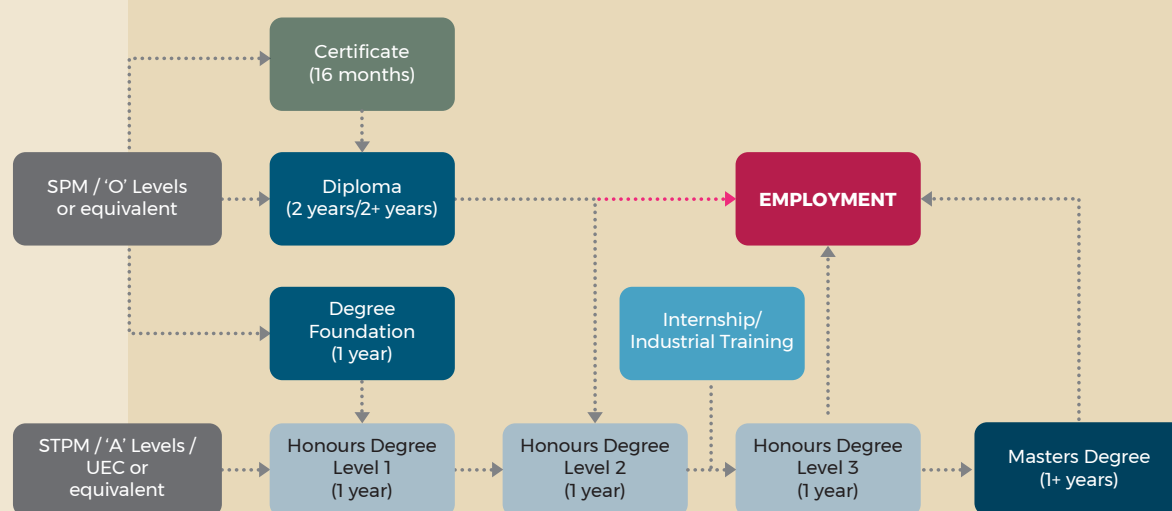 Certificate
(16 months)
SPM / ‘O’ Levels
or equivalent
Diploma
(2 years/2+ years)
EMPLOYMENT
Degree
Foundation
(1 year)
Internship/
Industrial Training
STPM / ‘A’ Levels /
UEC or
equivalent
Honours Degree
Level 1
(1 year)
Honours Degree
Level 2
(1 year)
Honours Degree
Level 3
(1 year)
Masters Degree
(1+ years)